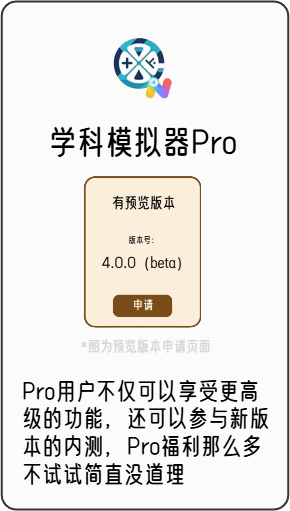 学科模拟器Pro
有预览版本
版本号：
4.0.0（beta）
申请
*图为预览版本申请页面
Pro用户不仅可以享受更高
级的功能，还可以参与新版
本的内测，Pro福利那么多
不试试简直没道理